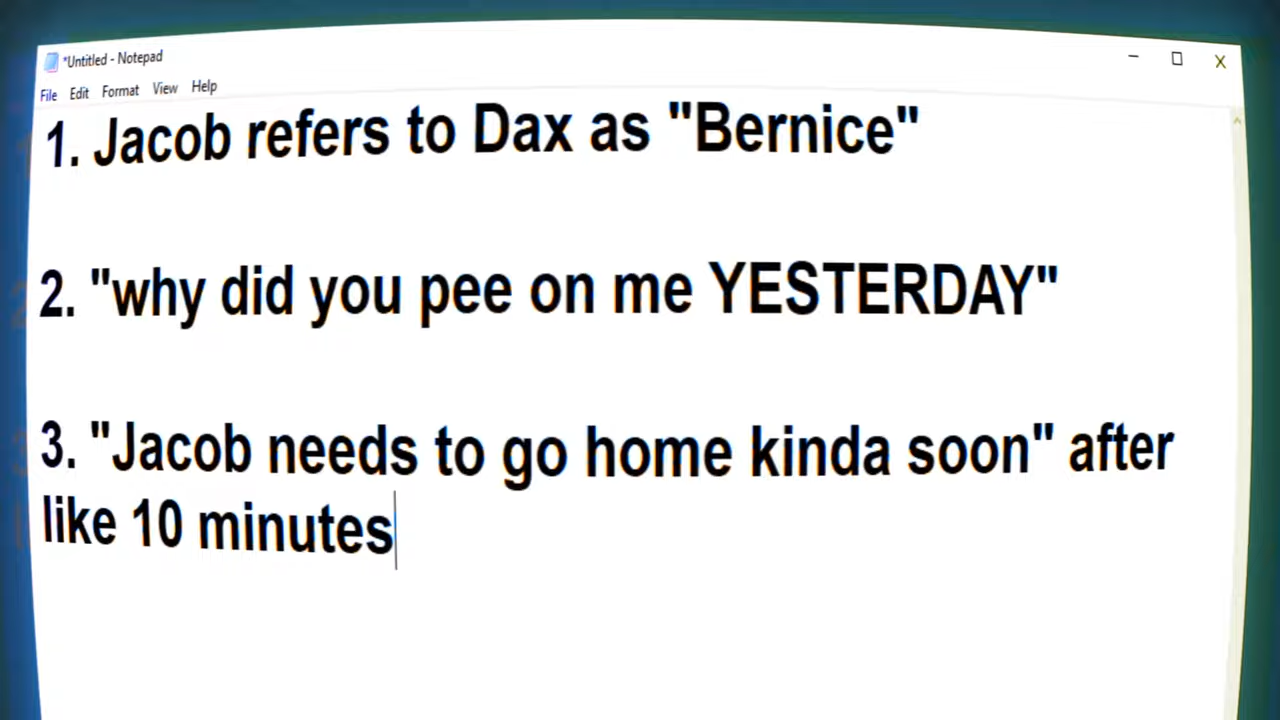 *Untitled - Notepad
File Edit Format View Help
1. Jacob refers to Dax as "Bernice"
2. "why did you pee on me YESTERDAY"
3. "Jacob needs to go home kinda soon" after
like 10 minutes